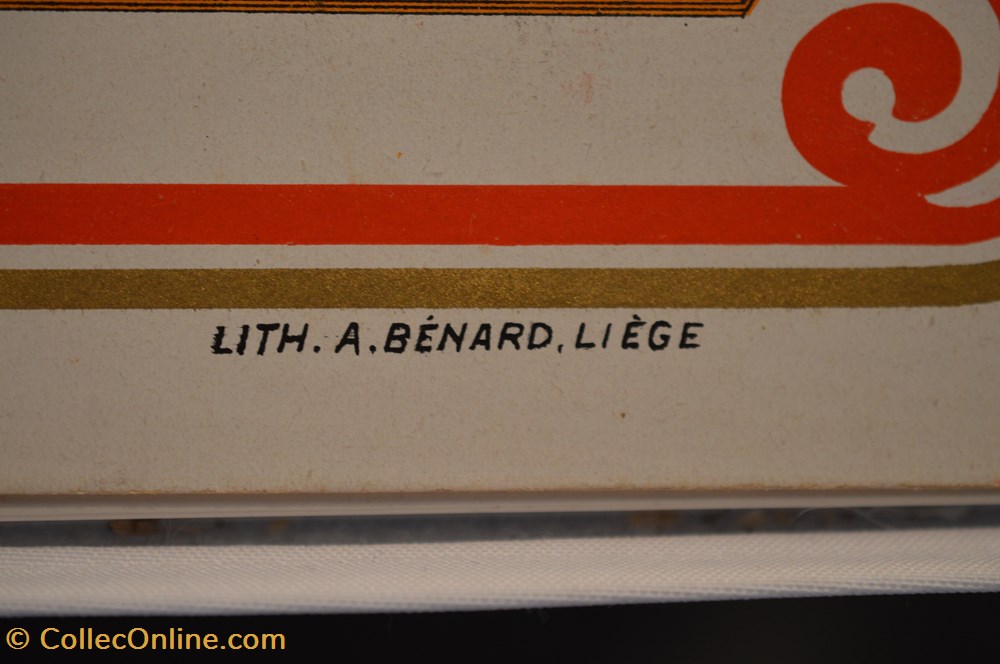 LITH. A. BÉNARD, LIÈGE
© CollecOnline.com